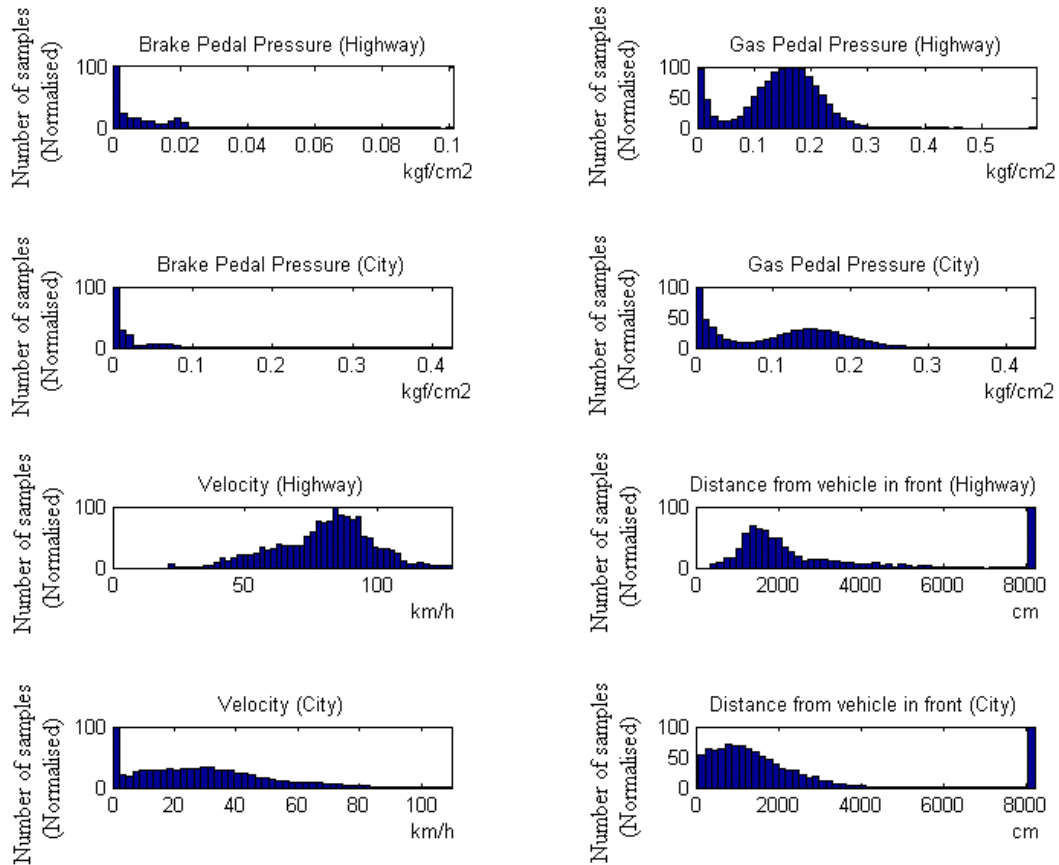 Brake Pedal Pressure (Highway)
Number of samples
(Normalised)
100
0
0 0.02 0.04 0.06 0.08 0.1
kgf/cm2
Gas Pedal Pressure (Highway)
Number of samples
(Normalised)
100
50
0
0 0.1 0.2 0.3 0.4 0.5
kgf/cm2
Brake Pedal Pressure (City)
Number of samples
(Normalised)
100
0
0 0.1 0.2 0.3 0.4
kgf/cm2
Gas Pedal Pressure (City)
Number of samples
(Normalised)
100
50
0
0 0.1 0.2 0.3 0.4
kgf/cm2
Velocity (Highway)
Number of samples
(Normalised)
100
0
0 50 100
km/h
Distance from vehicle in front (Highway)
Number of samples
(Normalised)
100
50
0
0 2000 4000 6000 8000
cm
Velocity (City)
Number of samples
(Normalised)
100
0
0 20 40 60 80 100
km/h
Distance from vehicle in front (City)
Number of samples
(Normalised)
100
50
0
0 2000 4000 6000 8000
cm